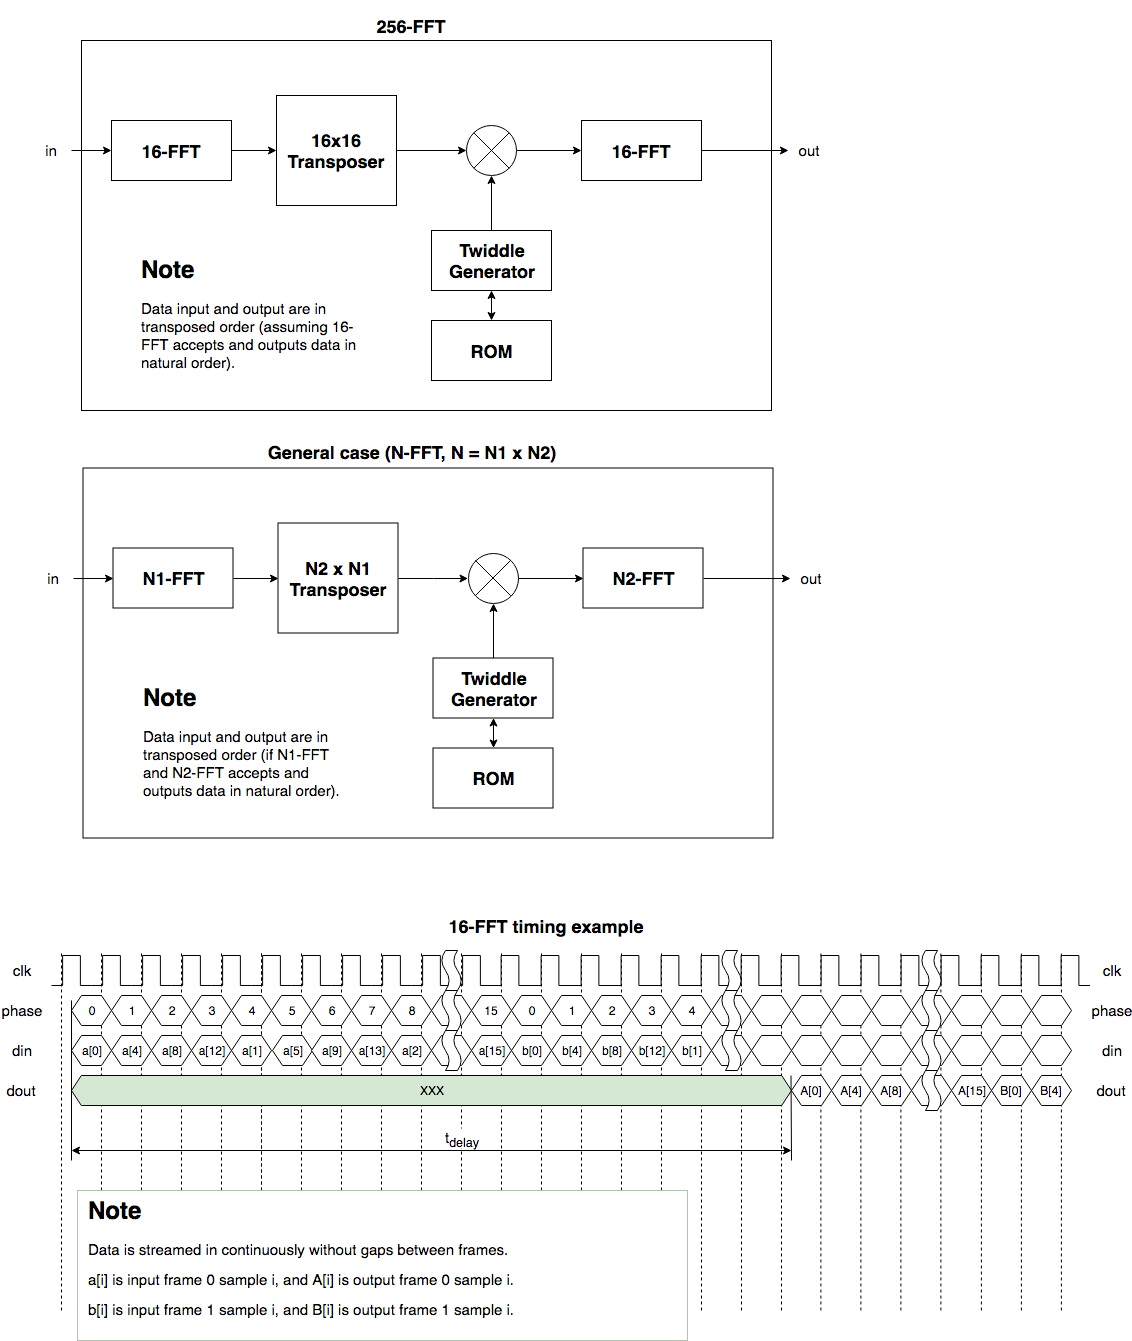 256-FFT
in
16-FFT
16x16
Transposer
16-FFT
out
Twiddle
Generator
ROM
Note
Data input and output are in
transposed order (assuming 16-
FFT accepts and outputs data in
natural order).
General case (N-FFT, N = N1 x N2)
in
N1-FFT
N2 x N1
Transposer
N2-FFT
out
Twiddle
Generator
ROM
Note
Data input and output are in
transposed order (if N1-FFT
and N2-FFT accepts and
outputs data in natural order).
16-FFT timing example
clk clk
phase 0 1 2 3 4 5 6 7 8 15 0 1 2 3 4 phase
din a[0] a[4] a[8] a[12] a[1] a[5] a[9] a[13] a[2] a[15] b[0] b[4] b[8] b[12] b[1] din
dout XXX A[0] A[4] A[8] A[15] B[0] B[4] dout
tdelay
Note
Data is streamed in continuously without gaps between frames.
a[i] is input frame 0 sample i, and A[i] is output frame 0 sample i.
b[i] is input frame 1 sample i, and B[i] is output frame 1 sample i.